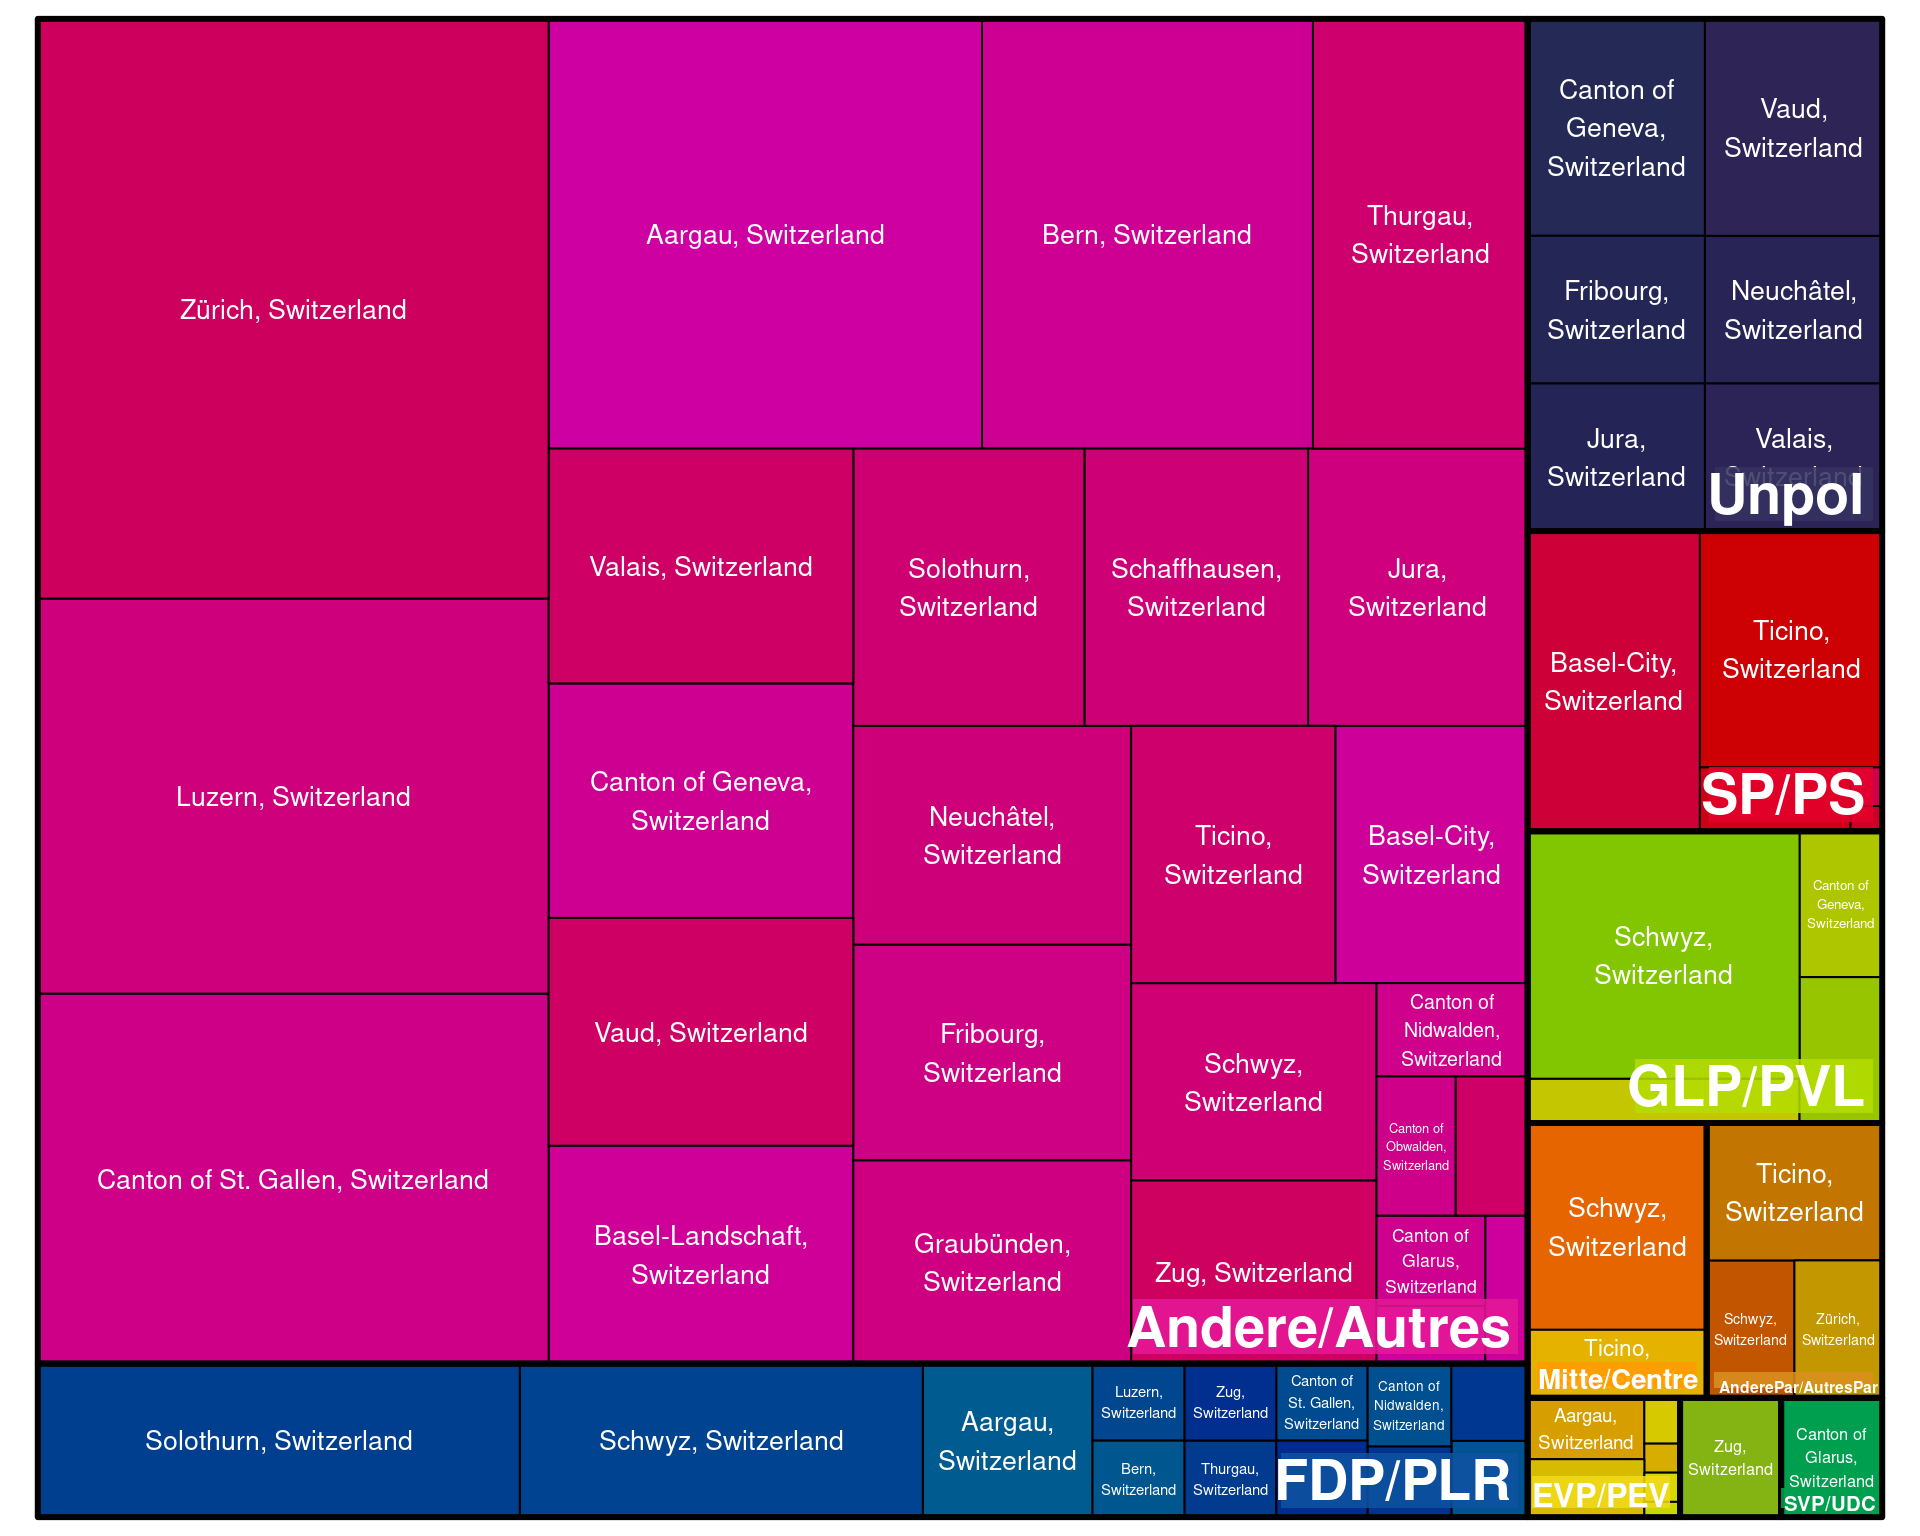 Zürich, Switzerland
Luzern, Switzerland
Canton of St. Gallen, Switzerland
Aargau, Switzerland
Bern, Switzerland
Thurgau,
Switzerland
Valais, Switzerland
Canton of Geneva,
Switzerland
Vaud, Switzerland
Basel-Landschaft,
Switzerland
Solothurn,
Switzerland
Schaffhausen,
Switzerland
Jura,
Switzerland
Neuchâtel,
Switzerland
Fribourg,
Switzerland
Graubünden,
Switzerland
Ticino,
Switzerland
Basel-City,
Switzerland
Schwyz,
Switzerland
Zug, Switzerland
Canton of
Nidwalden,
Switzerland
Canton of
Obwalden,
Switzerland
Canton of
Glarus,
Switzerland
Andere/Autres
Solothurn, Switzerland
Schwyz, Switzerland
Aargau,
Switzerland
Luzern,
Switzerland
Bern,
Switzerland
Zug,
Switzerland
Thurgau,
Switzerland
Canton of
St. Gallen,
Switzerland
Canton of
Nidwalden,
Switzerland
FDP/PLR
Canton of
Geneva,
Switzerland
Vaud,
Switzerland
Fribourg,
Switzerland
Neuchâtel,
Switzerland
Jura,
Switzerland
Valais,
Switzerland
Unpol
Basel-City,
Switzerland
Ticino,
Switzerland
SP/PS
Schwyz,
Switzerland
Canton of
Geneva,
Switzerland
GLP/PVL
Schwyz,
Switzerland
Ticino,
Mitte/Centre
Ticino,
Switzerland
Schwyz,
Switzerland
Zürich,
Switzerland
AnderePar/AutresPar
Aargau,
Switzerland
EVP/PEV
Zug,
Switzerland
Canton of
Glarus,
Switzerland
SVP/UDC